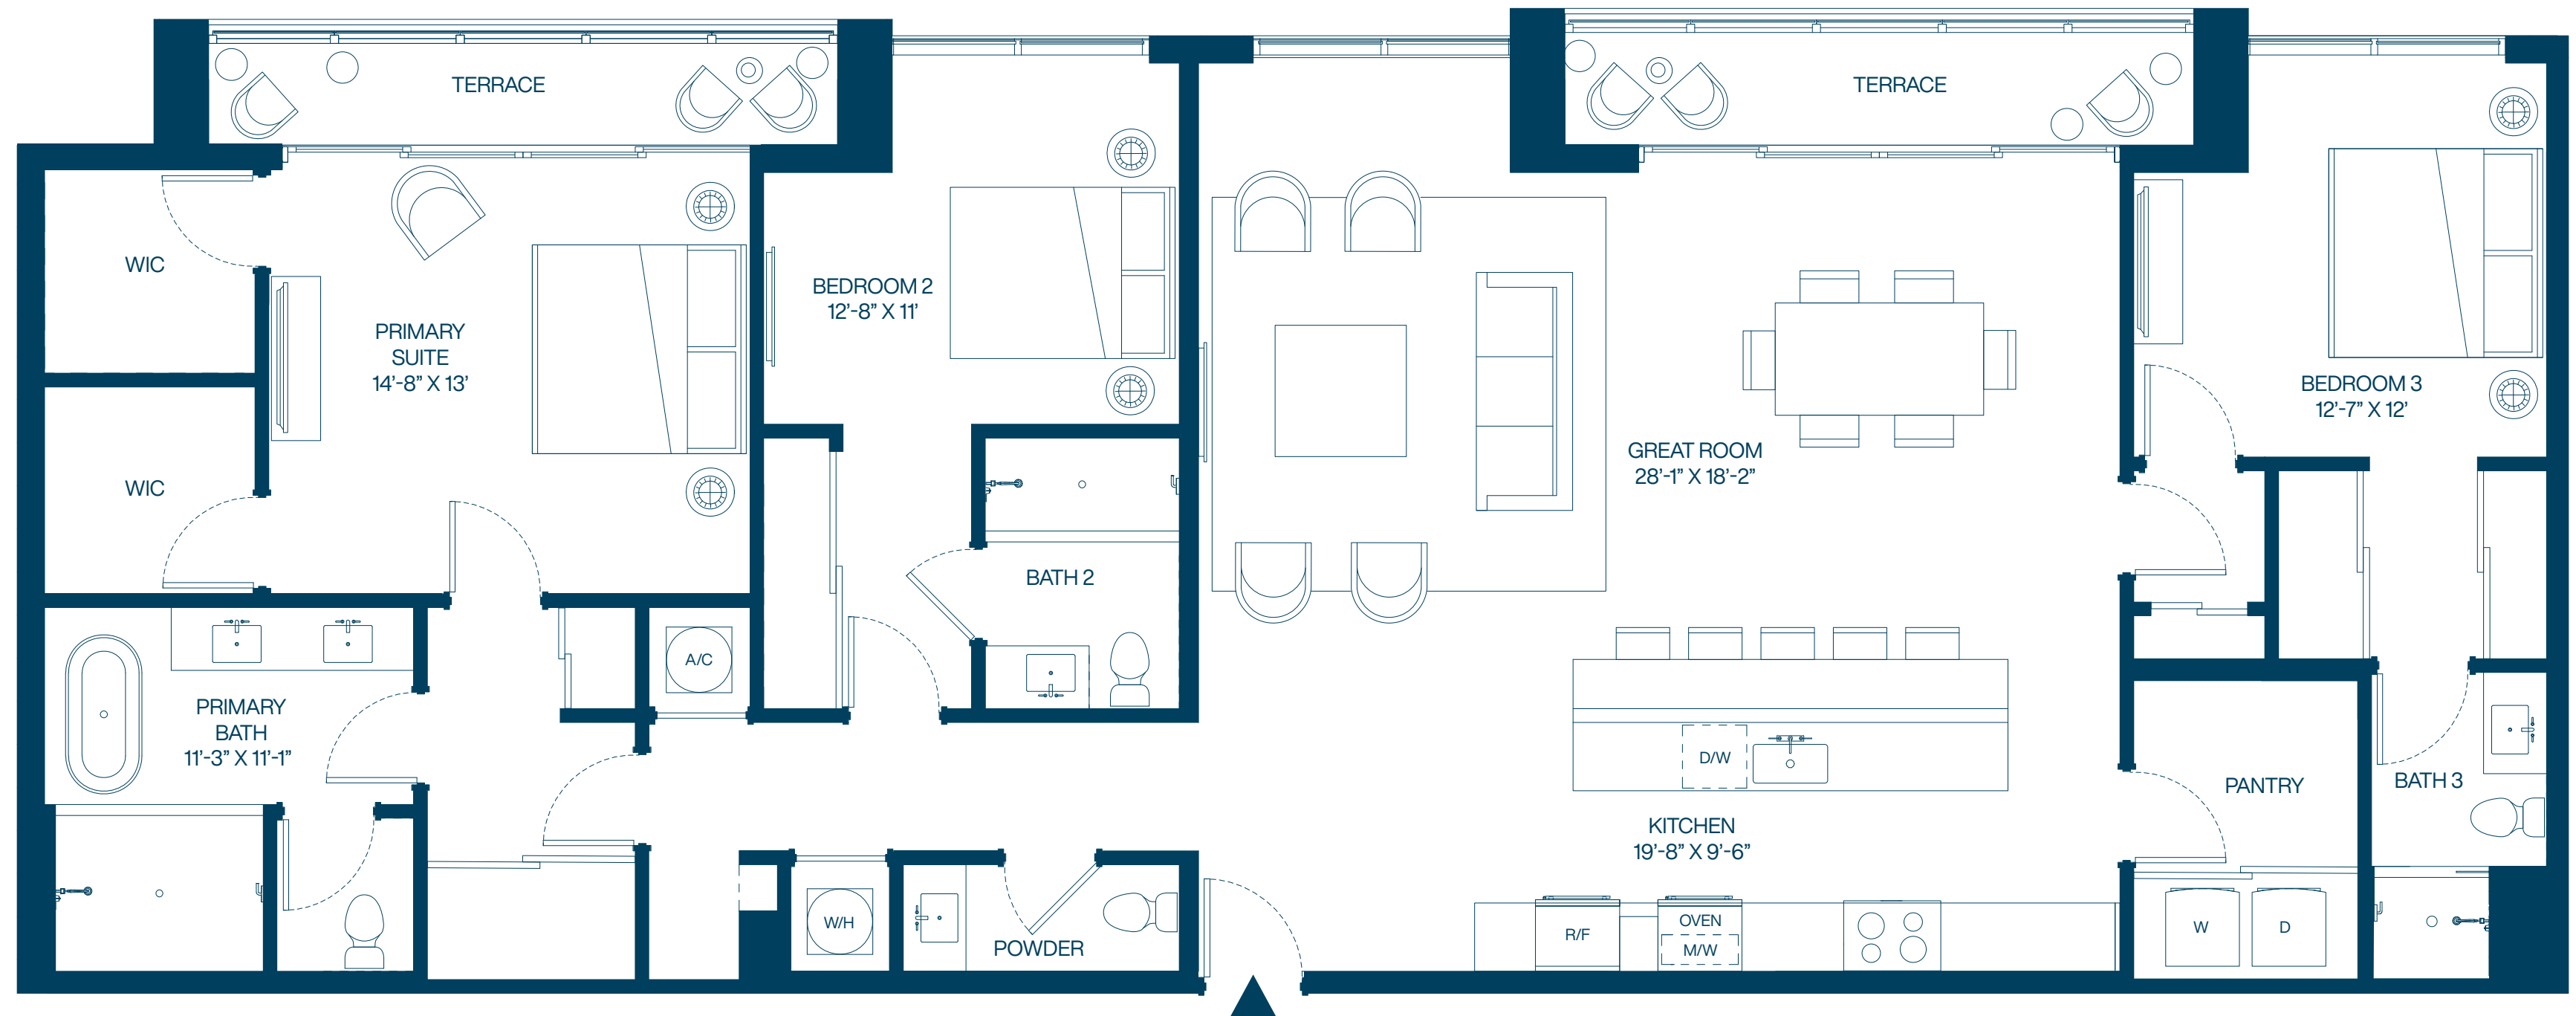 TERRACE
TERRACE
WIC
BEDROOM 2
12’-8” X 11’
PRIMARY
SUITE
14’-8” X 13’
BEDROOM 3
12’-7” X 12’
GREAT ROOM
28’-1” X 18’-2”
WIC
BATH 2
A/C
PRIMARY
BATH
11’-3” X 11’-1”
D/W
PANTRY
BATH 3
KITCHEN
19’-8” X 9’-6”
W/H
POWDER
R/F
OVEN
M/W
W
D